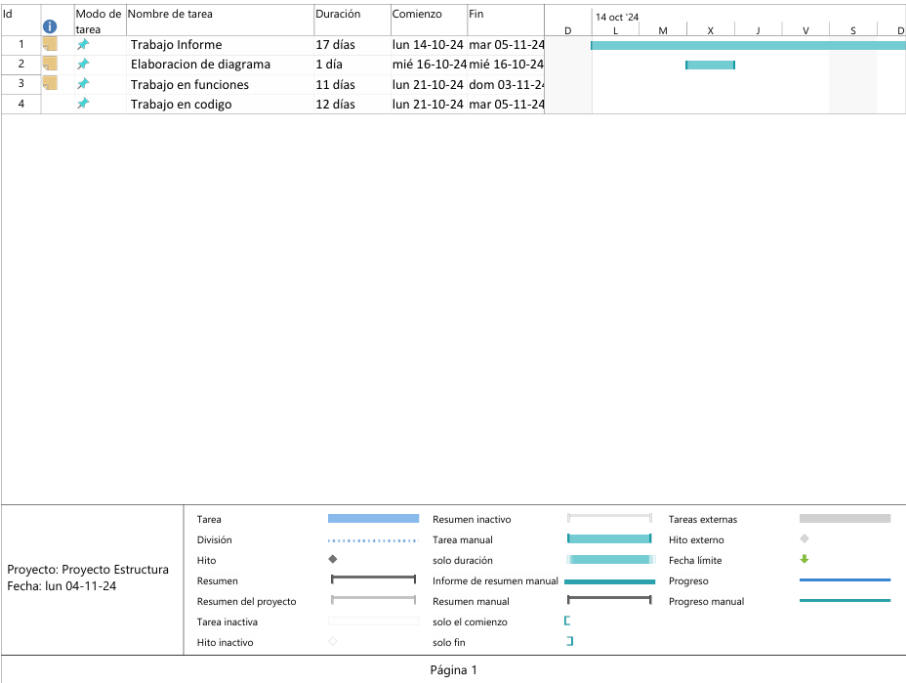 Id Modo de tarea Nombre de tarea Duración Comienzo Fin
14 oct '24
D L M X J V S D
1 Trabajo Informe 17 días lun 14-10-24 mar 05-11-24
2 Elaboracion de diagrama 1 día mié 16-10-24 mié 16-10-24
3 Trabajo en funciones 11 días lun 21-10-24 dom 03-11-24
4 Trabajo en codigo 12 días lun 21-10-24 mar 05-11-24
Proyecto: Proyecto Estructura
Fecha: lun 04-11-24
Tarea
División
Hito
Resumen
Resumen del proyecto
Tarea inactiva
Hito inactivo
Resumen inactivo
Tarea manual
solo duración
Informe de resumen manual
Resumen manual
solo el comienzo
solo fin
Tareas externas
Hito externo
Fecha límite
Progreso
Progreso manual
Página 1